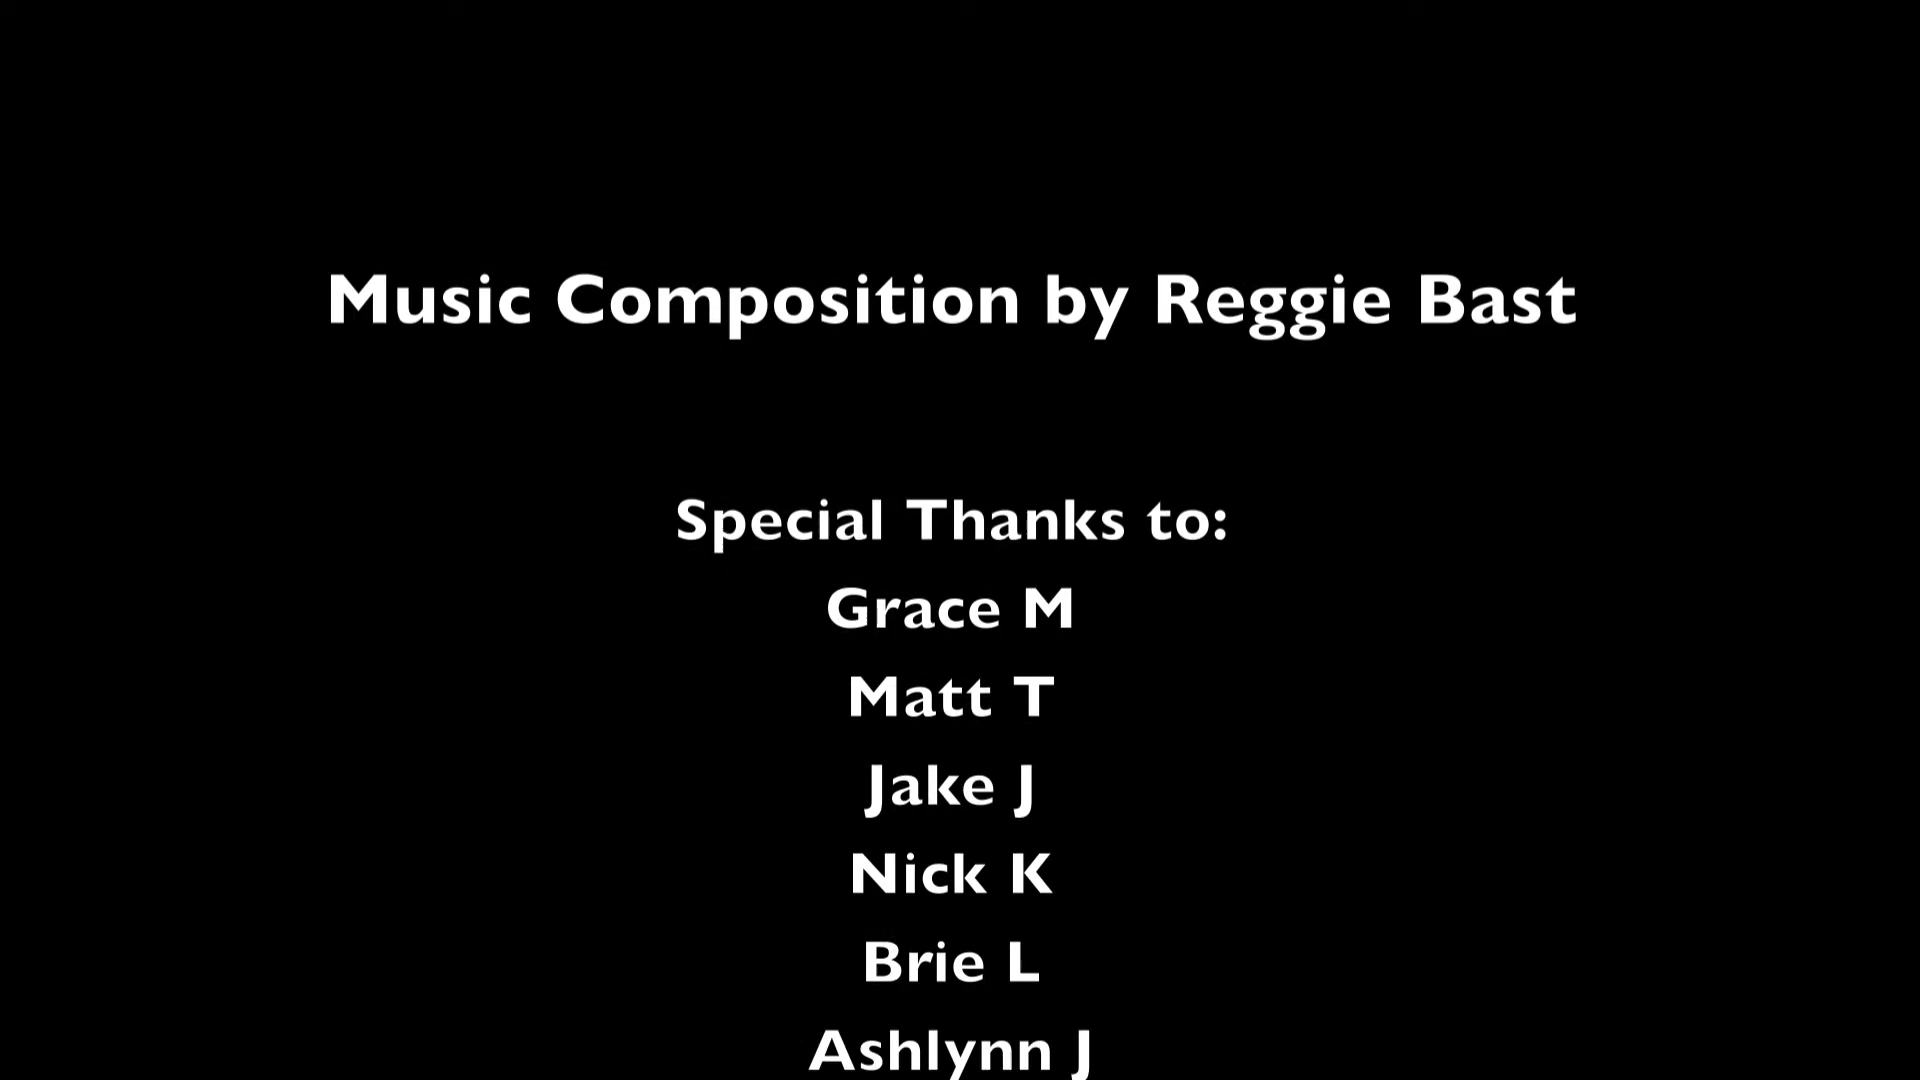 Music Composition by Reggie Bast
Special Thanks to:
Grace M
Matt T
Jake J
Nick K
Brie L
Ashlynn J